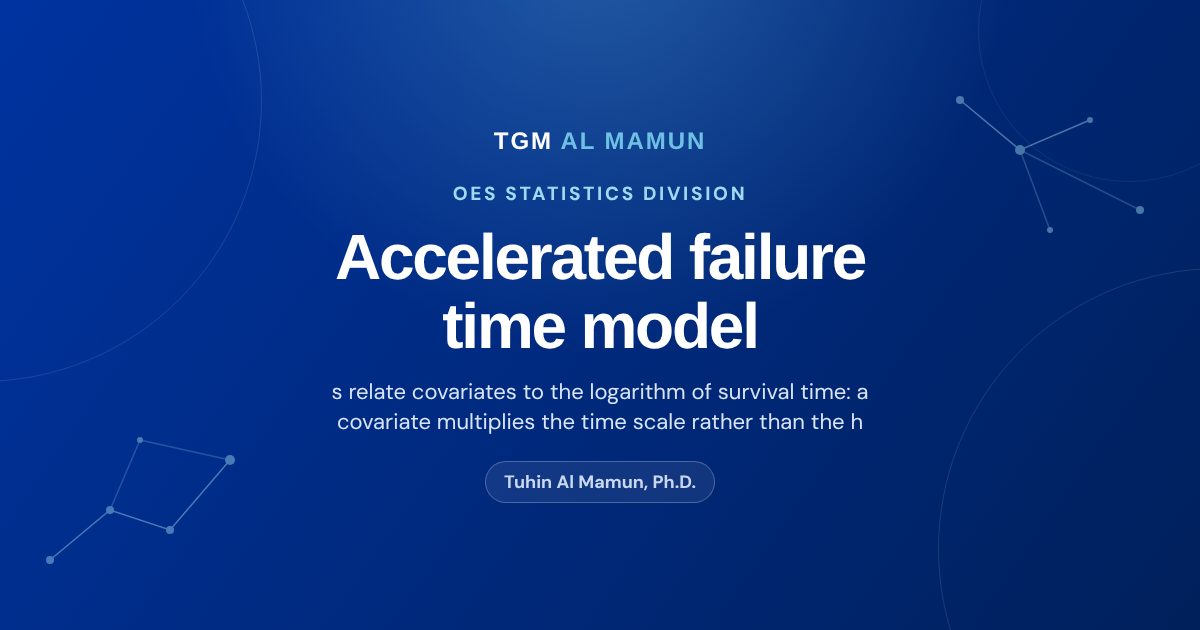 TGM AL MAMUN
OES STATISTICS DIVISION
Accelerated failure
time model
s relate covariates to the logarithm of survival time: a
covariate multiplies the time scale rather than the h
Tuhin Al Mamun, Ph.D.